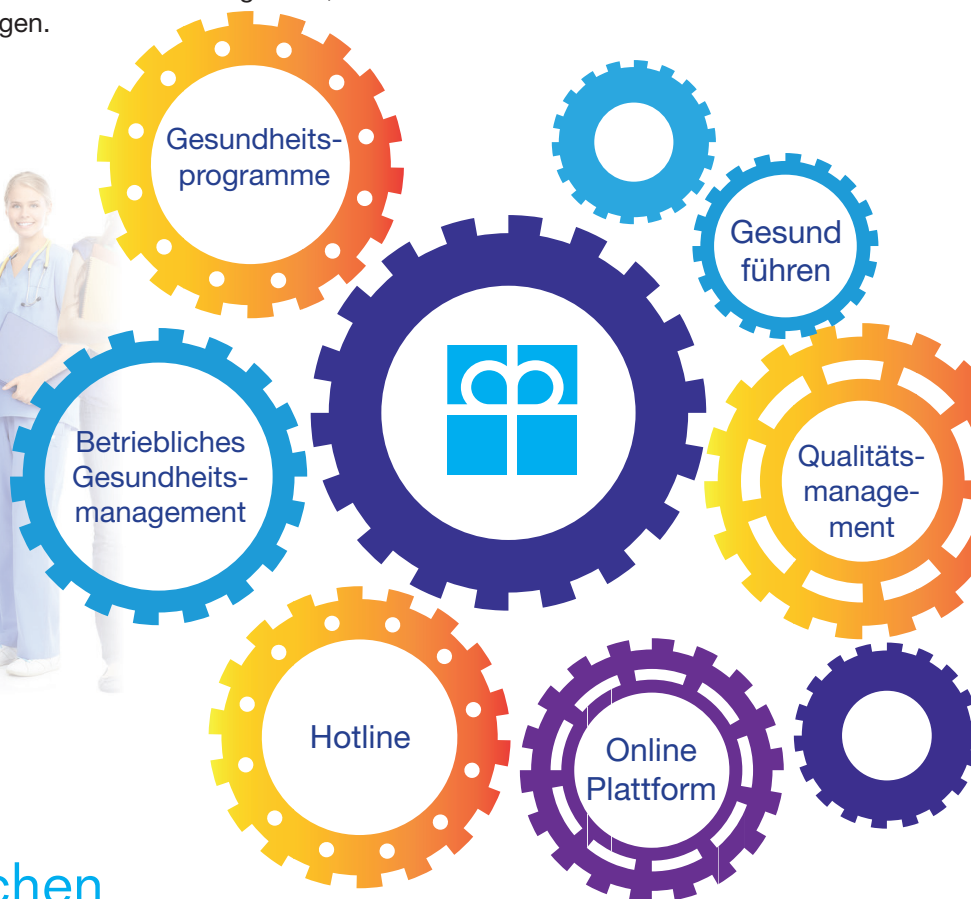 gen.
Gesundheits-
programme
Gesund
führen
Betriebliches
Gesundheits-
management
Qualitäts-
manage-
ment
Hotline
Online
Plattform
chen